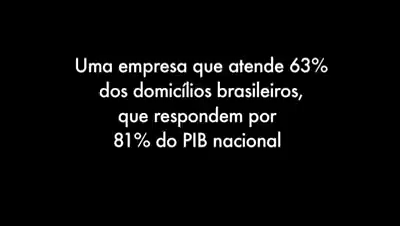 Uma empresa que atende 63%
dos domicílios brasileiros,
que respondem por
81% do PIB nacional